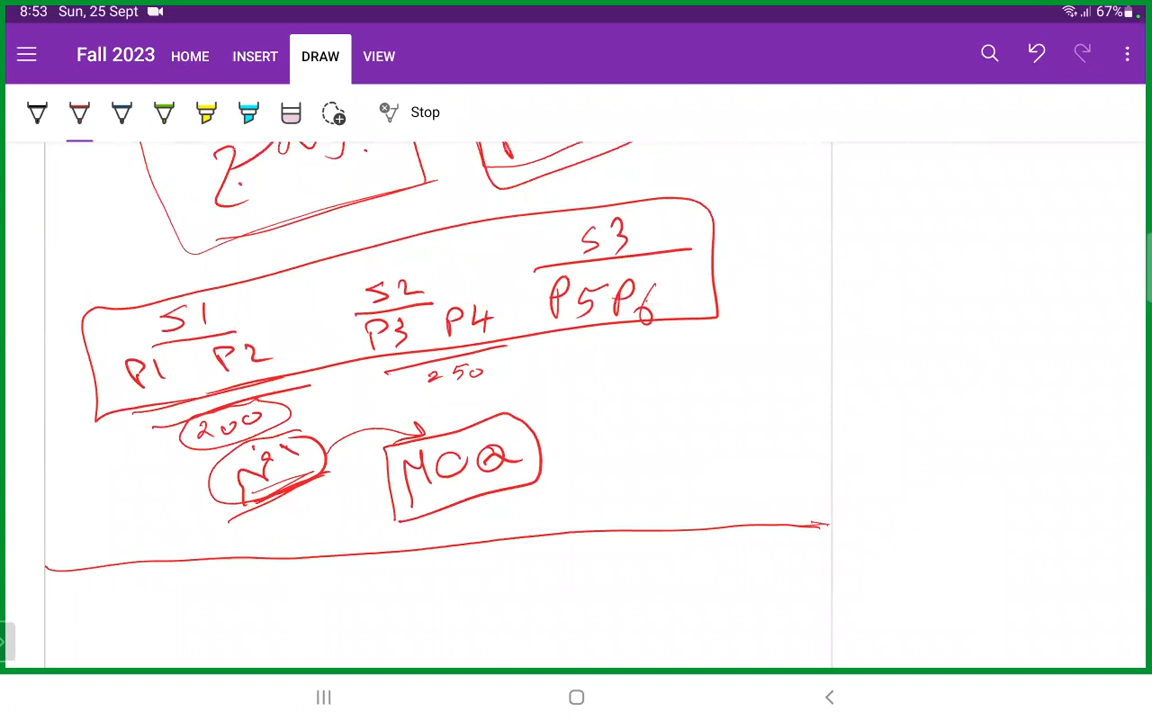 8:53 Sun, 25 Sept
67%
Fall 2023 HOME INSERT DRAW VIEW
Stop
S1 S2 S3
P1 P2 P3 P4 P5 P6
200 250
MCQ